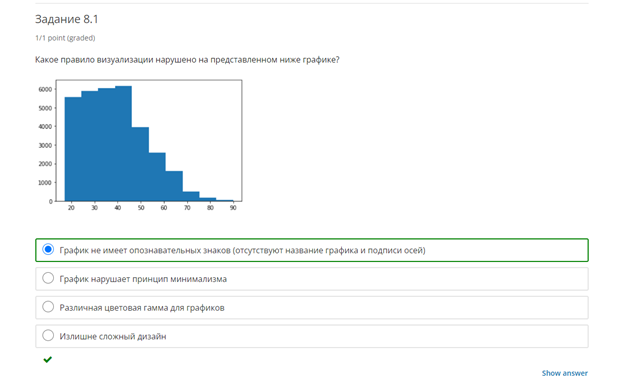 Задание 8.1
1/1 point (graded)
Какое правило визуализации нарушено на представленном ниже графике?
6000
5000
4000
3000
2000
1000
0
20 30 40 50 60 70 80 90
График не имеет опознавательных знаков (отсутствуют название графика и подписи осей)
График нарушает принцип минимализма
Различная цветовая гамма для графиков
Излишне сложный дизайн
Show answer